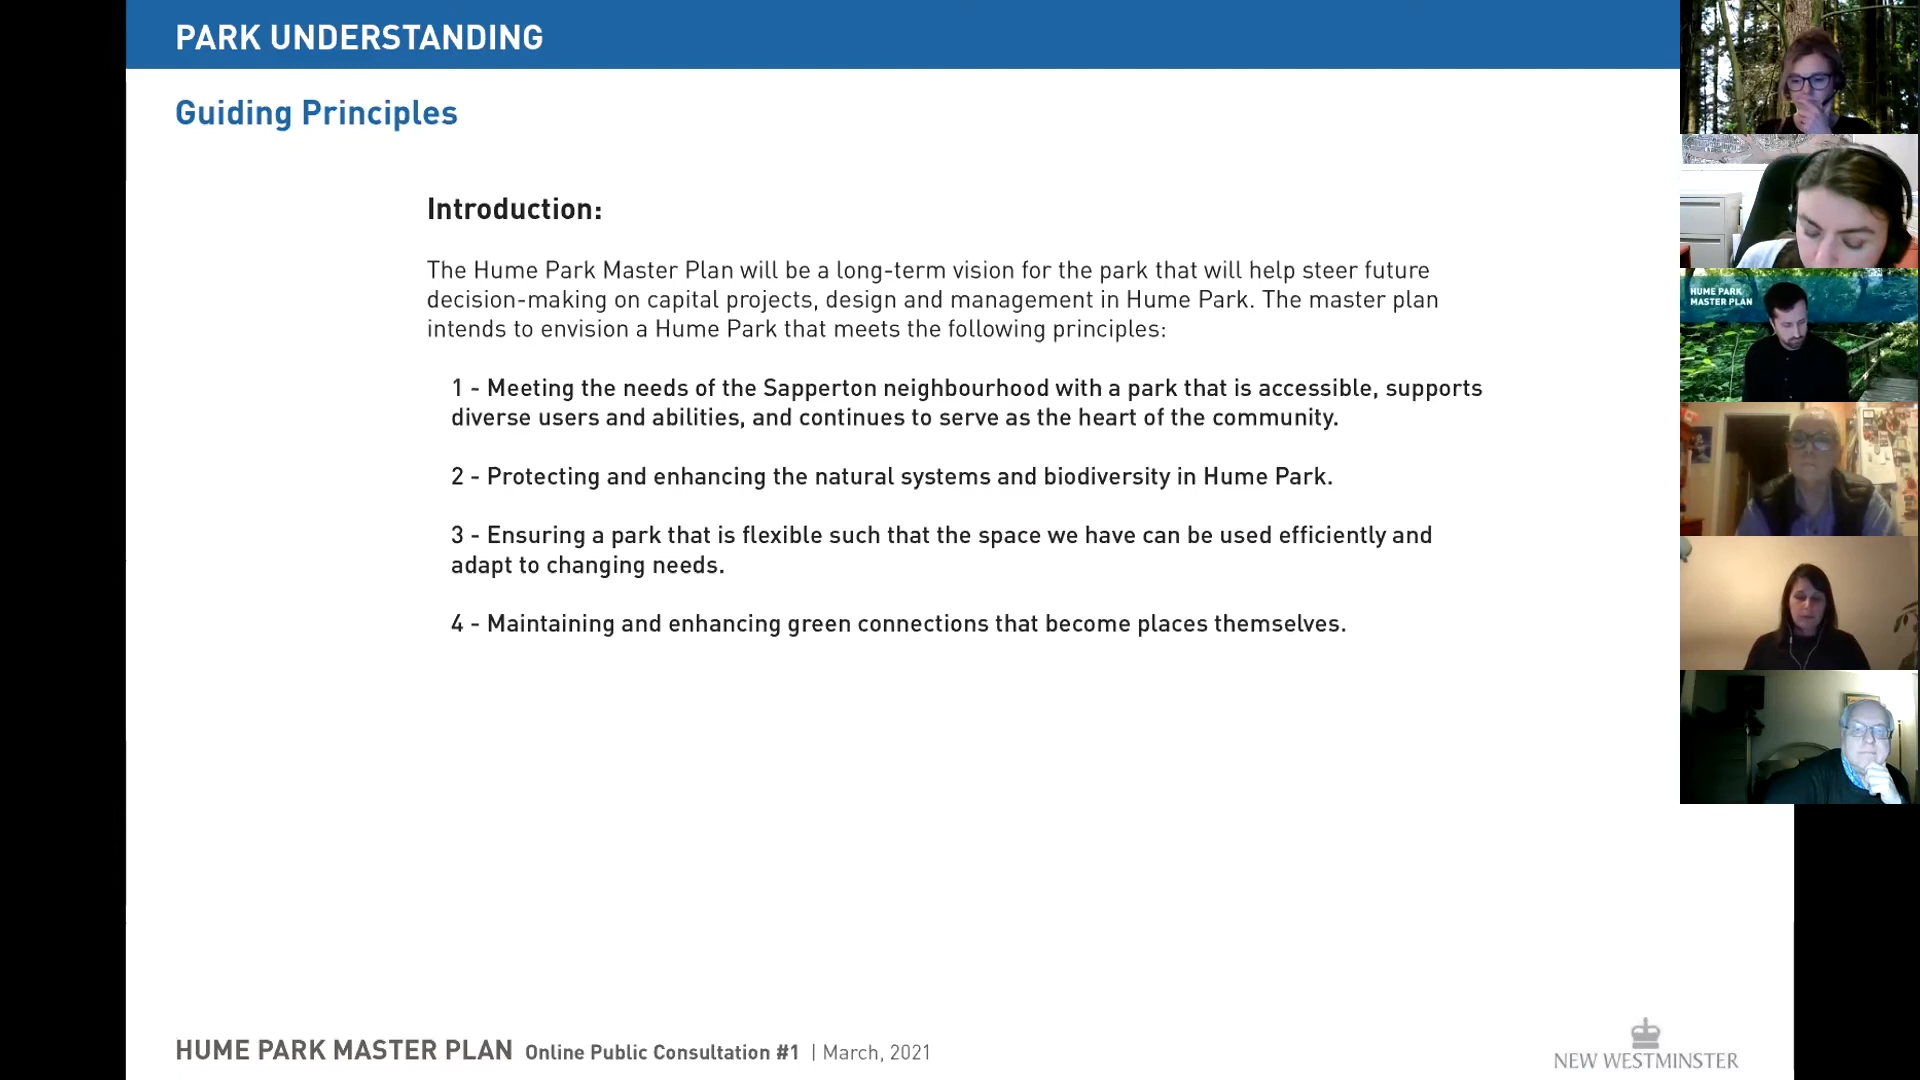 PARK UNDERSTANDING
Guiding Principles
Introduction:
The Hume Park Master Plan will be a long-term vision for the park that will help steer future
decision-making on capital projects, design and management in Hume Park. The master plan
intends to envision a Hume Park that meets the following principles:
1 - Meeting the needs of the Sapperton neighbourhood with a park that is accessible, supports
diverse users and abilities, and continues to serve as the heart of the community.
2 - Protecting and enhancing the natural systems and biodiversity in Hume Park.
3 - Ensuring a park that is flexible such that the space we have can be used efficiently and
adapt to changing needs.
4 - Maintaining and enhancing green connections that become places themselves.
HUME PARK MASTER PLAN Online Public Consultation #1 | March, 2021
NEW WESTMINSTER
HUME PARK
MASTER PLAN